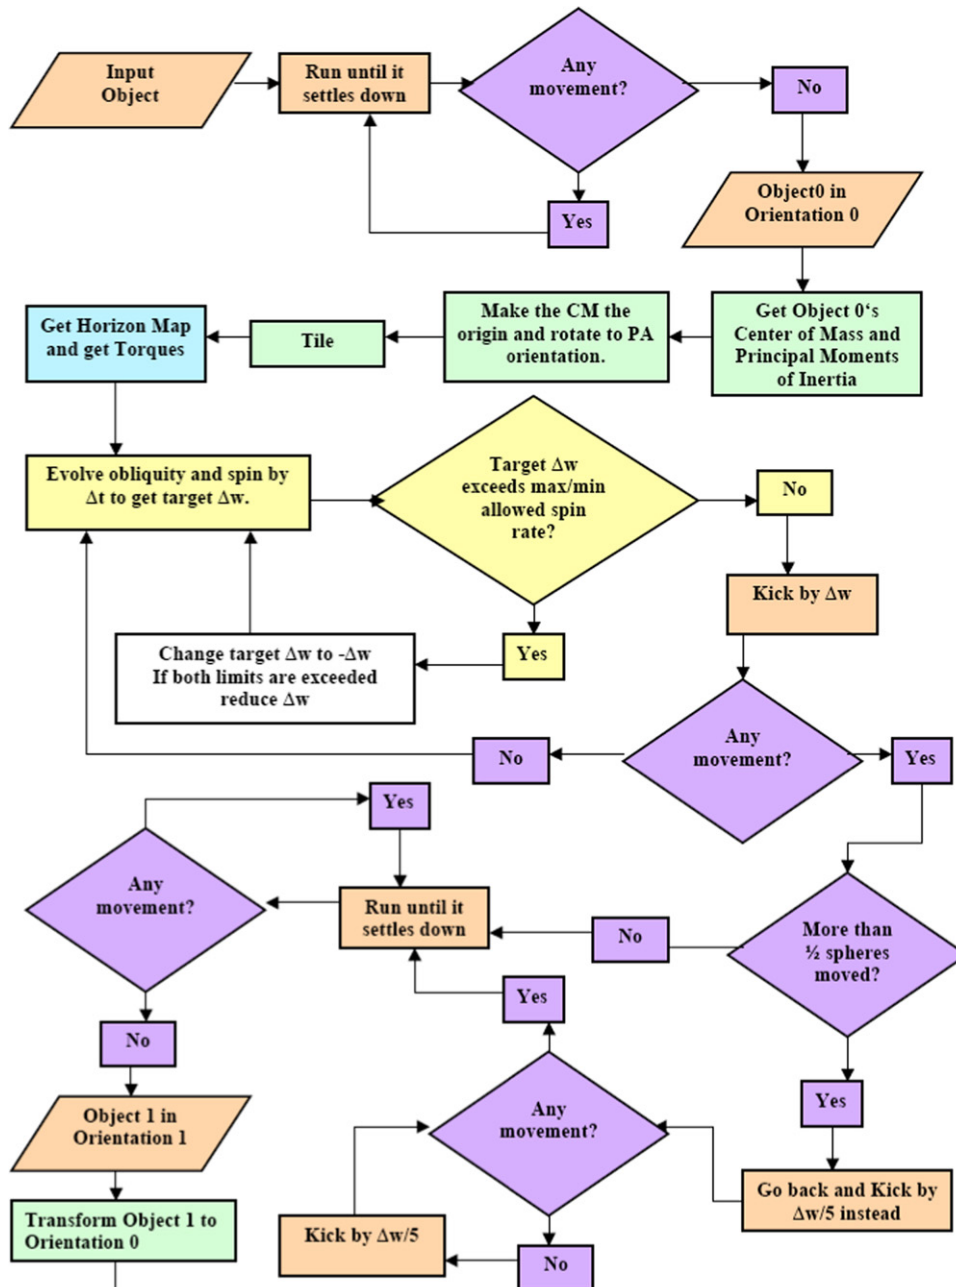 Input
Object
Run until it
settles down
Any
movement?
No
Yes
Object0 in
Orientation 0
Get Object 0‘s
Center of Mass and
Principal Moments
of Inertia
Make the CM the
origin and rotate to PA
orientation.
Tile
Get Horizon Map
and get Torques
Evolve obliquity and spin by
Δt to get target Δw.
Target Δw
exceeds max/min
allowed spin
rate?
No
Yes
Change target Δw to -Δw
If both limits are exceeded
reduce Δw
Kick by Δw
Any
movement?
No
Yes
More than
½ spheres
moved?
No
Yes
Run until it
settles down
Yes
Any
movement?
No
Go back and Kick by
Δw/5 instead
Any
movement?
Yes
No
Kick by Δw/5
Object 1 in
Orientation 1
Transform Object 1 to
Orientation 0